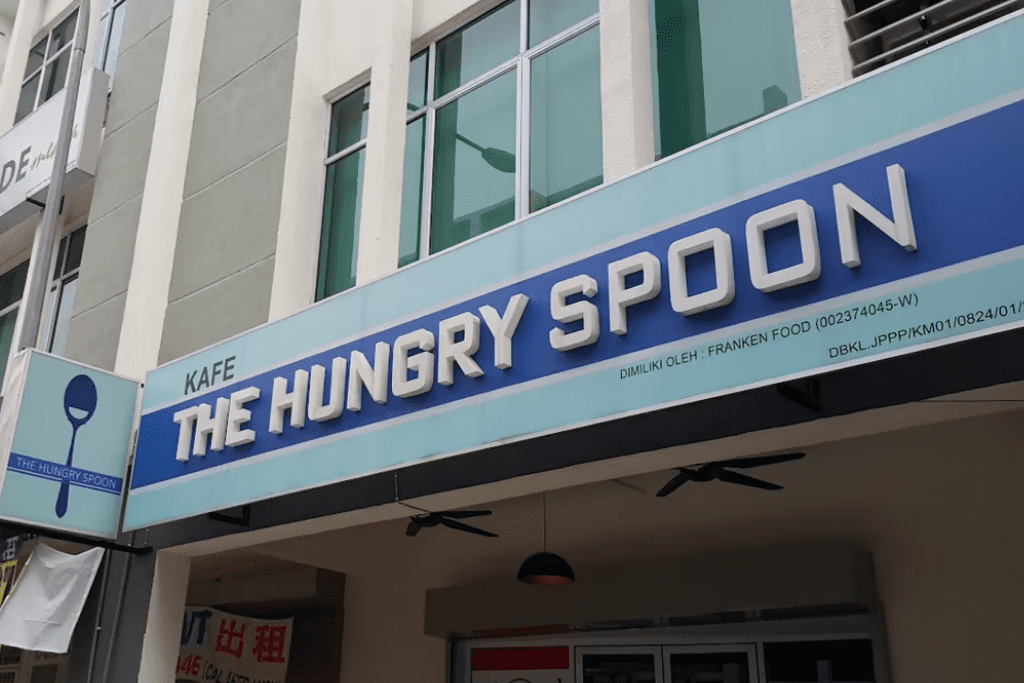 DE
KAFE
THE HUNGRY SPOON
DIMILIKI OLEH : FRANKEN FOOD (002374045-W)
DBKL.JPPP/KM01/0824/01/
THE HUNGRY SPOON
出租